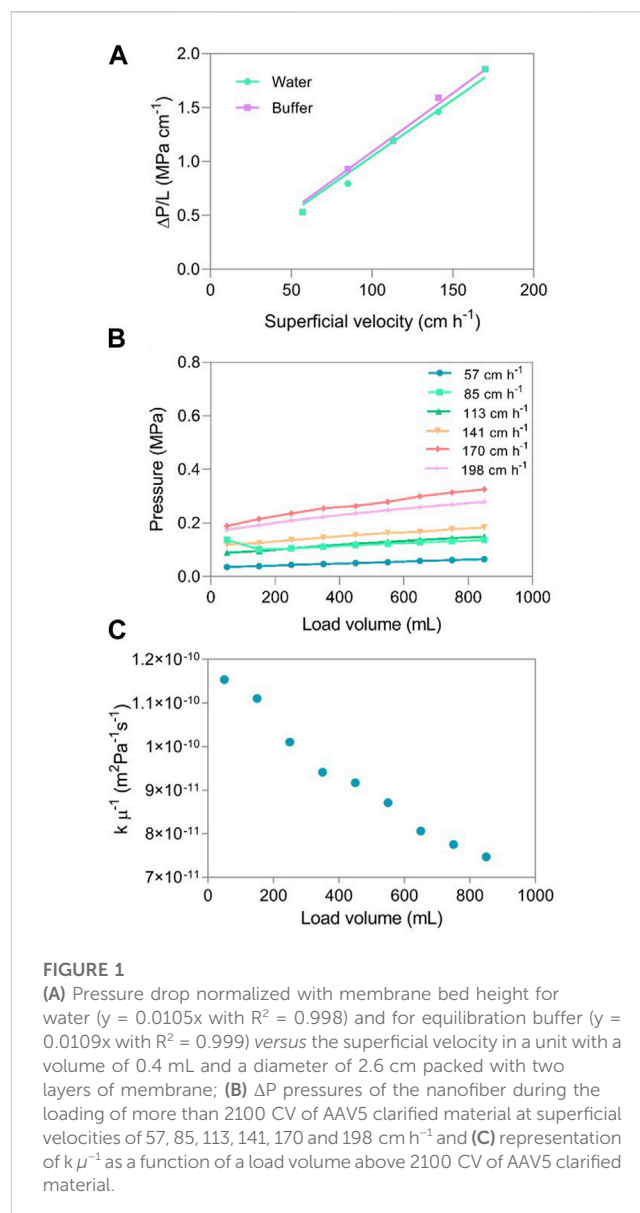 A
2.0
1.5
1.0
0.5
0.0
ΔP/L (MPa cm⁻¹)
Water
Buffer
0 50 100 150 200
Superficial velocity (cm h⁻¹)
B
0.8
0.6
0.4
0.2
0.0
Pressure (MPa)
57 cm h⁻¹
85 cm h⁻¹
113 cm h⁻¹
141 cm h⁻¹
170 cm h⁻¹
198 cm h⁻¹
0 200 400 600 800 1000
Load volume (mL)
C
1.2×10⁻¹⁰
1.1×10⁻¹⁰
1×10⁻¹⁰
9×10⁻¹¹
8×10⁻¹¹
7×10⁻¹¹
k μ⁻¹ (m²Pa⁻¹s⁻¹)
0 200 400 600 800 1000
Load volume (mL)
FIGURE 1
(A) Pressure drop normalized with membrane bed height for
water (y = 0.0105x with R² = 0.998) and for equilibration buffer (y =
0.0109x with R² = 0.999) versus the superficial velocity in a unit with a
volume of 0.4 mL and a diameter of 2.6 cm packed with two
layers of membrane; (B) ΔP pressures of the nanofiber during the
loading of more than 2100 CV of AAV5 clarified material at superficial
velocities of 57, 85, 113, 141, 170 and 198 cm h⁻¹ and (C) representation
of k μ⁻¹ as a function of a load volume above 2100 CV of AAV5 clarified
material.